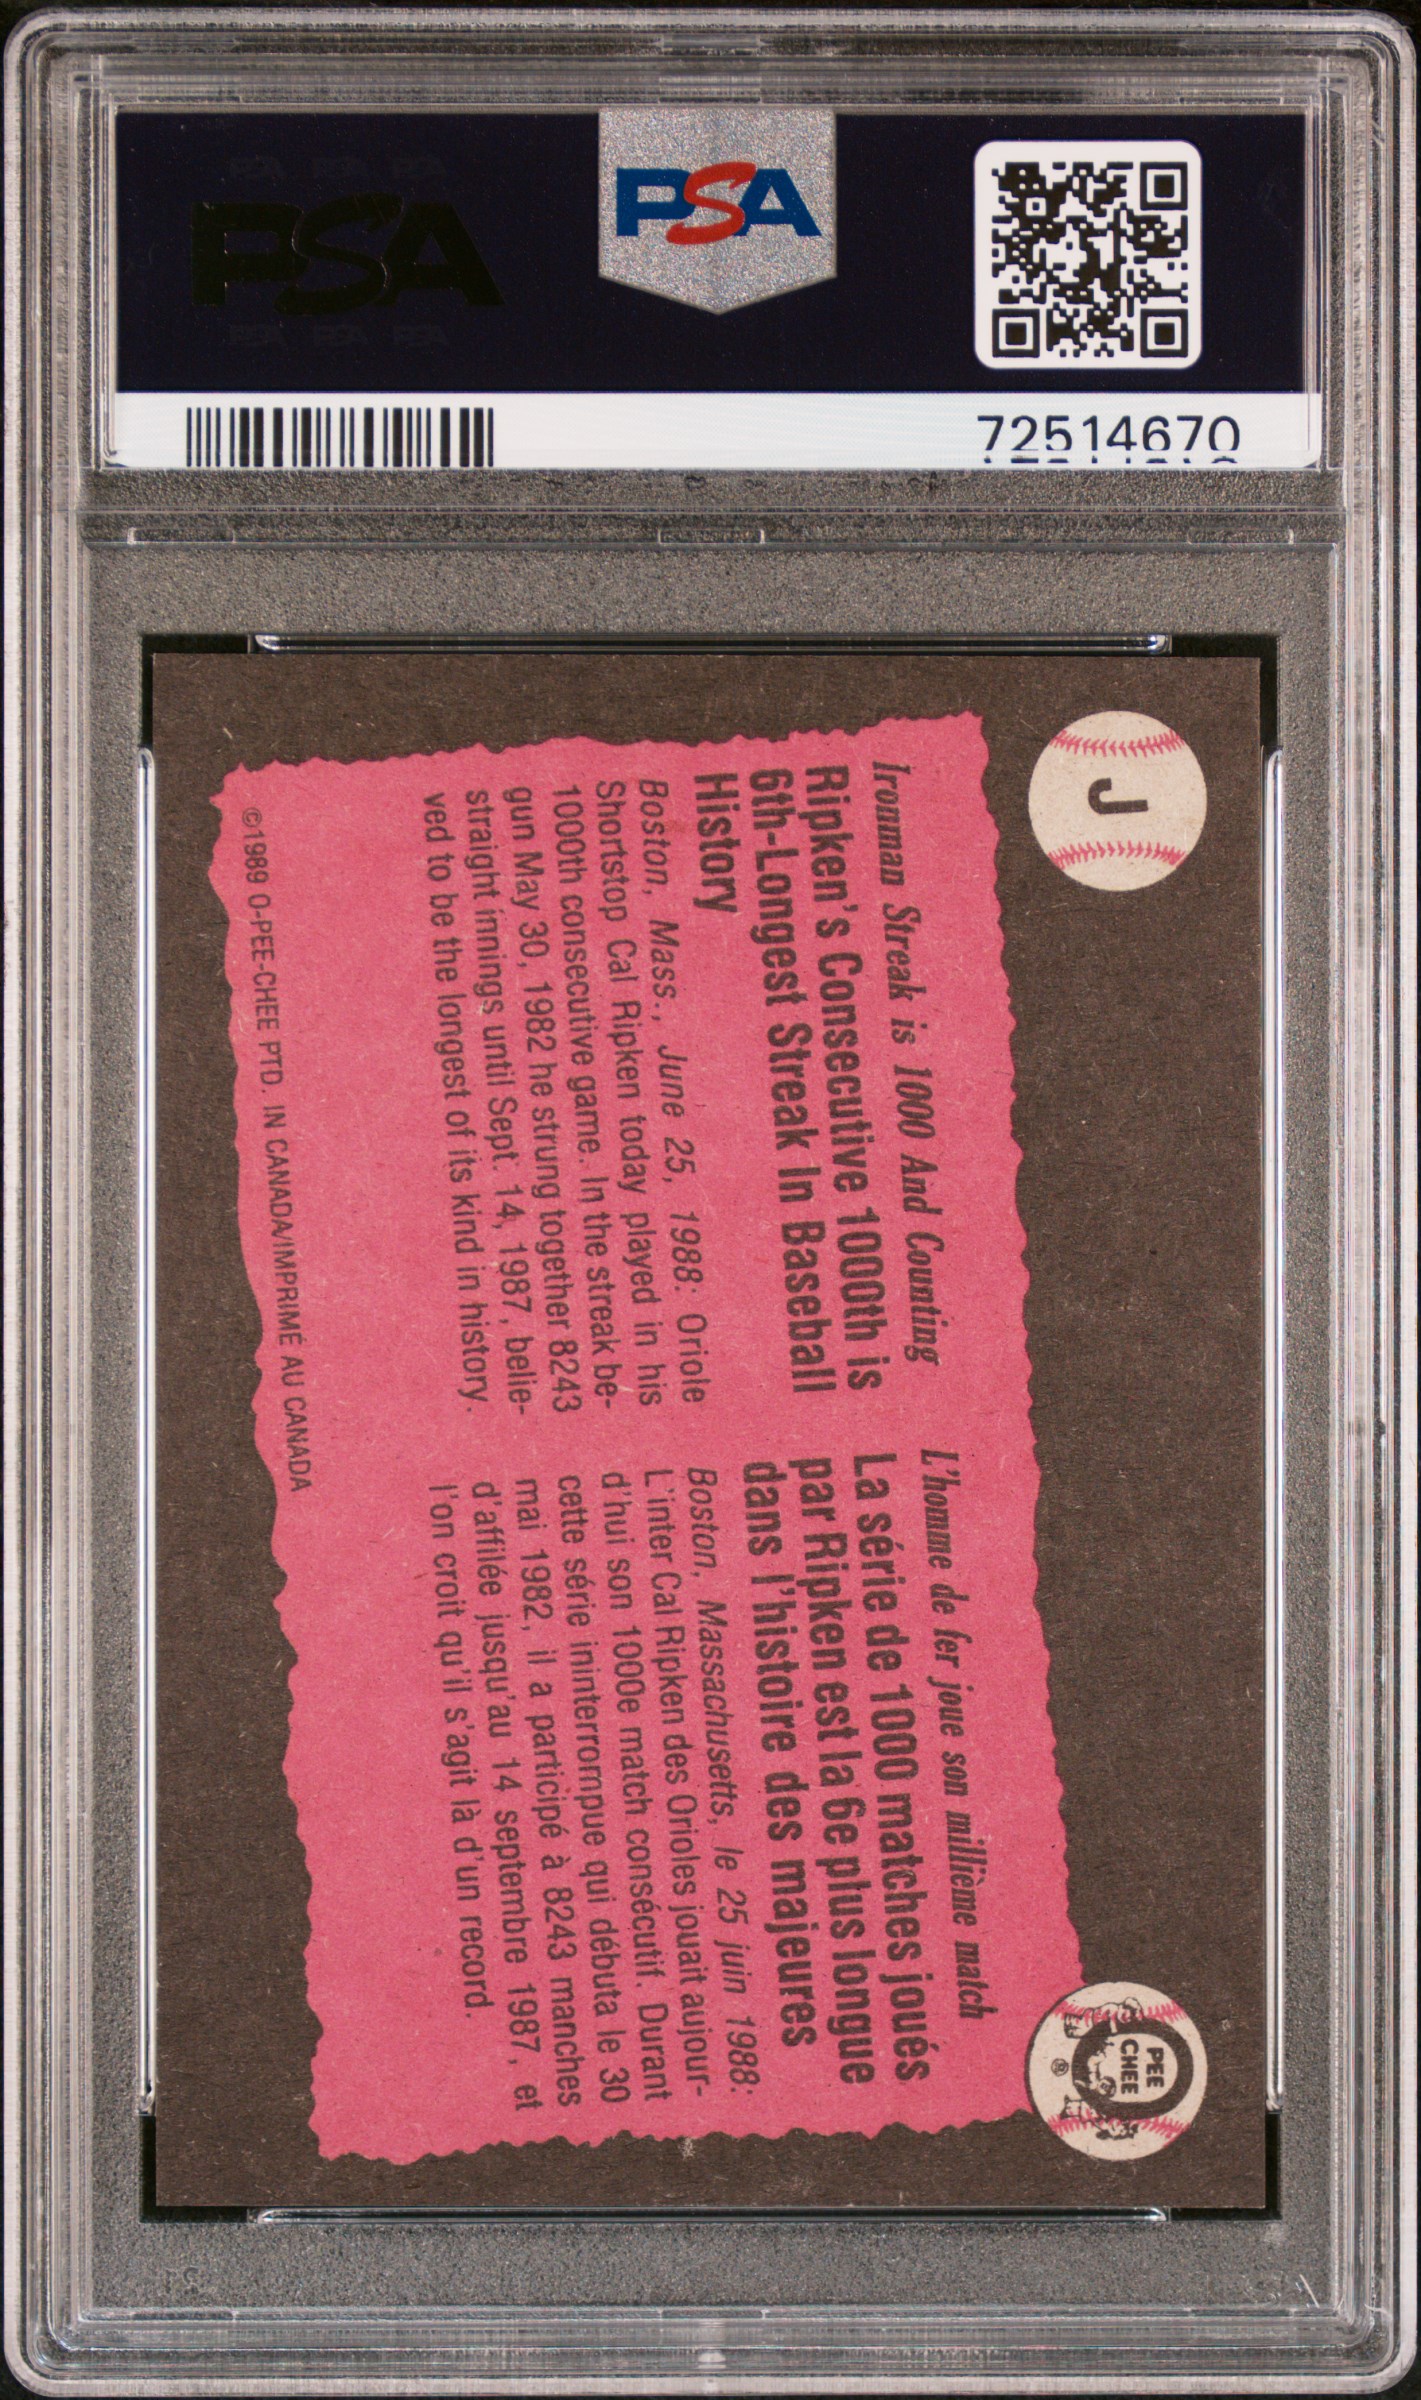 PSA
PSA
72514670
J
Ironman Streak is 1000 And Counting
Ripken's Consecutive 1000th is
6th-Longest Streak In Baseball
History
Boston, Mass., June 25, 1988: Oriole
Shortstop Cal Ripken today played in his
1000th consecutive game. In the streak be-
gun May 30, 1982 he strung together 8243
straight innings until Sept. 14, 1987, belie-
ved to be the longest of its kind in history.
L'homme de fer joue son millième match
La série de 1000 matches joués
par Ripken est la 6e plus longue
dans l'histoire des majeures
Boston, Massachusetts, le 25 juin 1988:
L'inter Cal Ripken des Orioles jouait aujour-
d'hui son 1000e match consécutif. Durant
cette série ininterrompue qui débuta le 30
mai 1982, il a participé à 8243 manches
d'affilée jusqu'au 14 septembre 1987, et
l'on croit qu'il s'agit là d'un record.
©1989 O-PEE-CHEE PTD. IN CANADA/IMPRIMÉ AU CANADA
O
PEE
CHEE
®